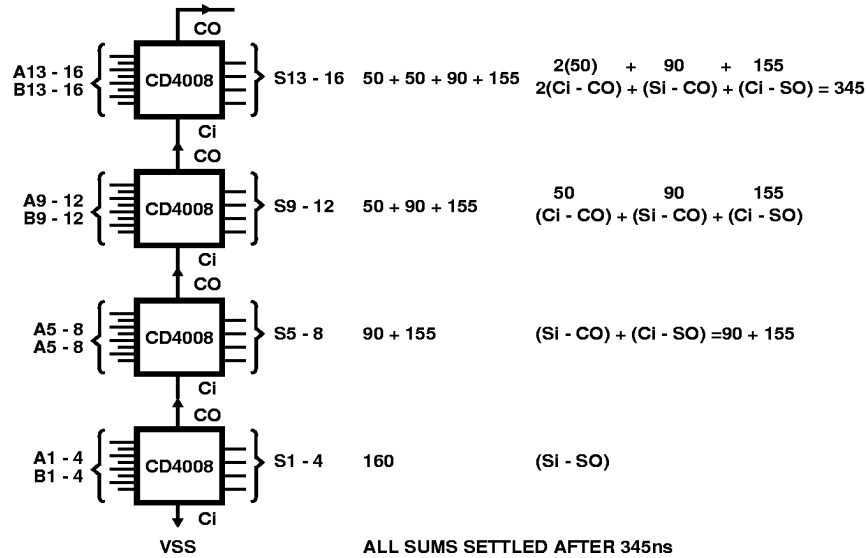 CO
A13 - 16
B13 - 16
CD4008
S13 - 16
50 + 50 + 90 + 155
2(50) + 90 + 155
2(Ci - CO) + (Si - CO) + (Ci - SO) = 345
Ci
CO
A9 - 12
B9 - 12
CD4008
S9 - 12
50 + 90 + 155
50 90 155
(Ci - CO) + (Si - CO) + (Ci - SO)
Ci
CO
A5 - 8
A5 - 8
CD4008
S5 - 8
90 + 155
(Si - CO) + (Ci - SO) =90 + 155
Ci
CO
A1 - 4
B1 - 4
CD4008
S1 - 4
160
(Si - SO)
Ci
VSS
ALL SUMS SETTLED AFTER 345ns